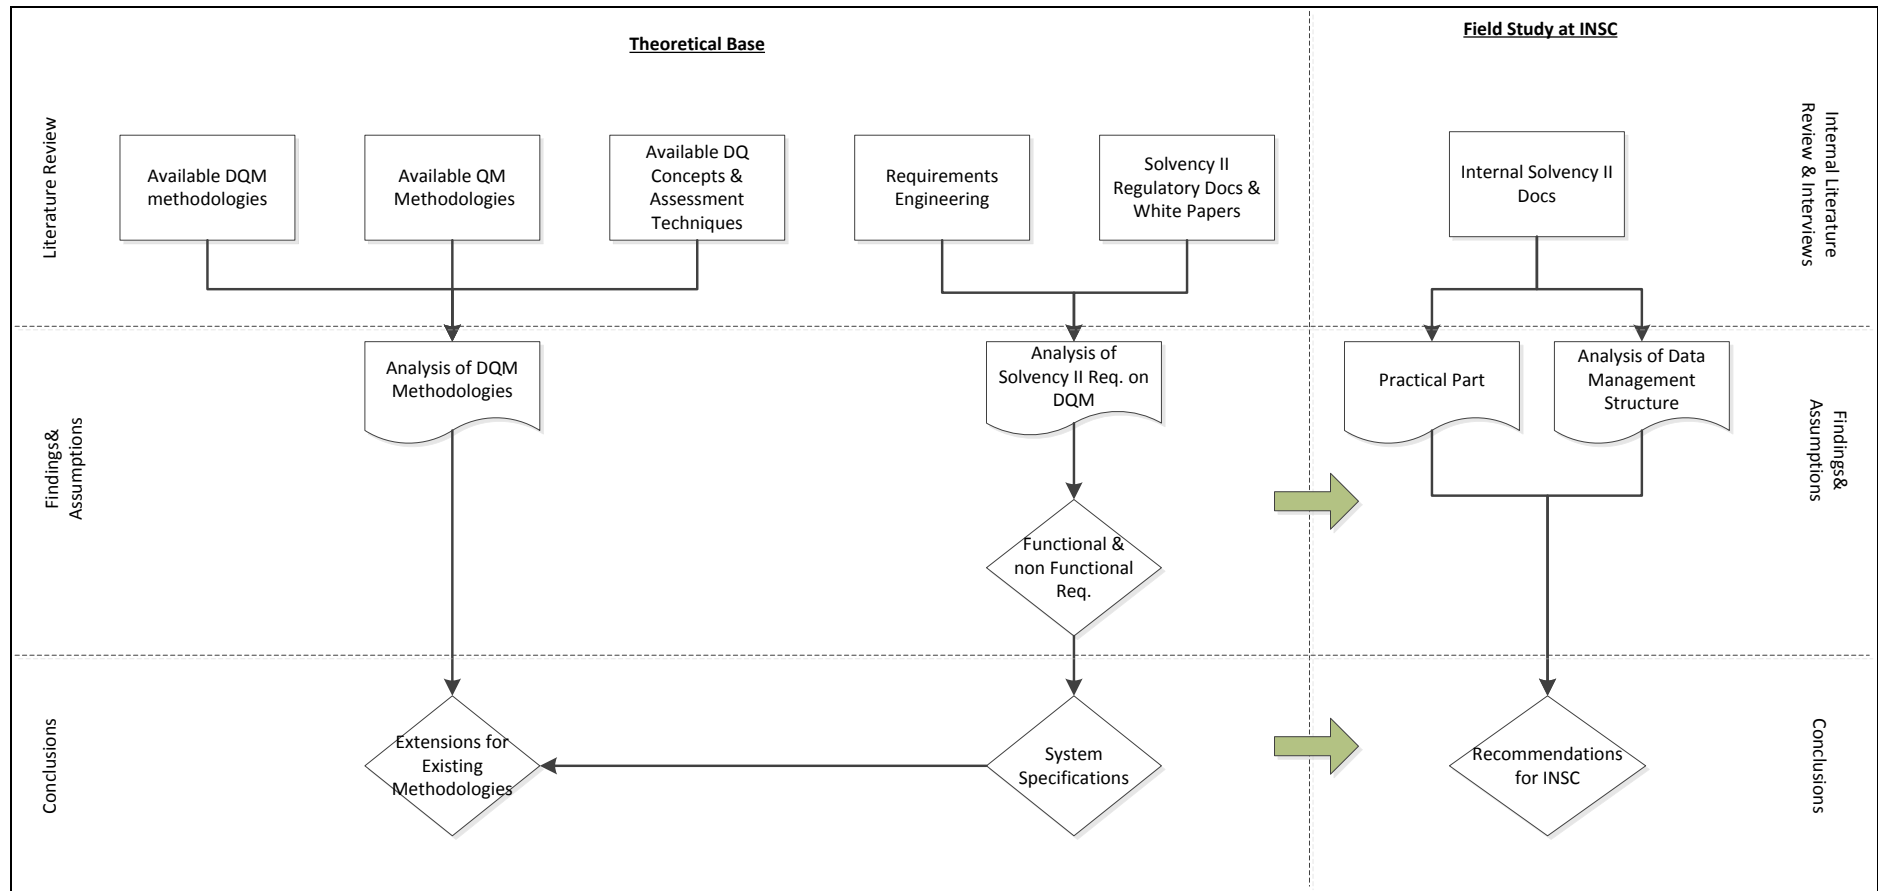 Theoretical Base
Field Study at INSC
Literature Review
Available DQM
methodologies
Available QM
Methodologies
Available DQ
Concepts &
Assessment
Techniques
Requirements
Engineering
Solvency II
Regulatory Docs &
White Papers
Internal Solvency II
Docs
Internal Literature
Review & Interviews
Findings&
Assumptions
Analysis of DQM
Methodologies
Analysis of
Solvency II Req. on
DQM
Practical Part
Analysis of Data
Management
Structure
Findings&
Assumptions
Functional &
non Functional
Req.
Conclusions
Extensions for
Existing
Methodologies
System
Specifications
Recommendations
for INSC
Conclusions